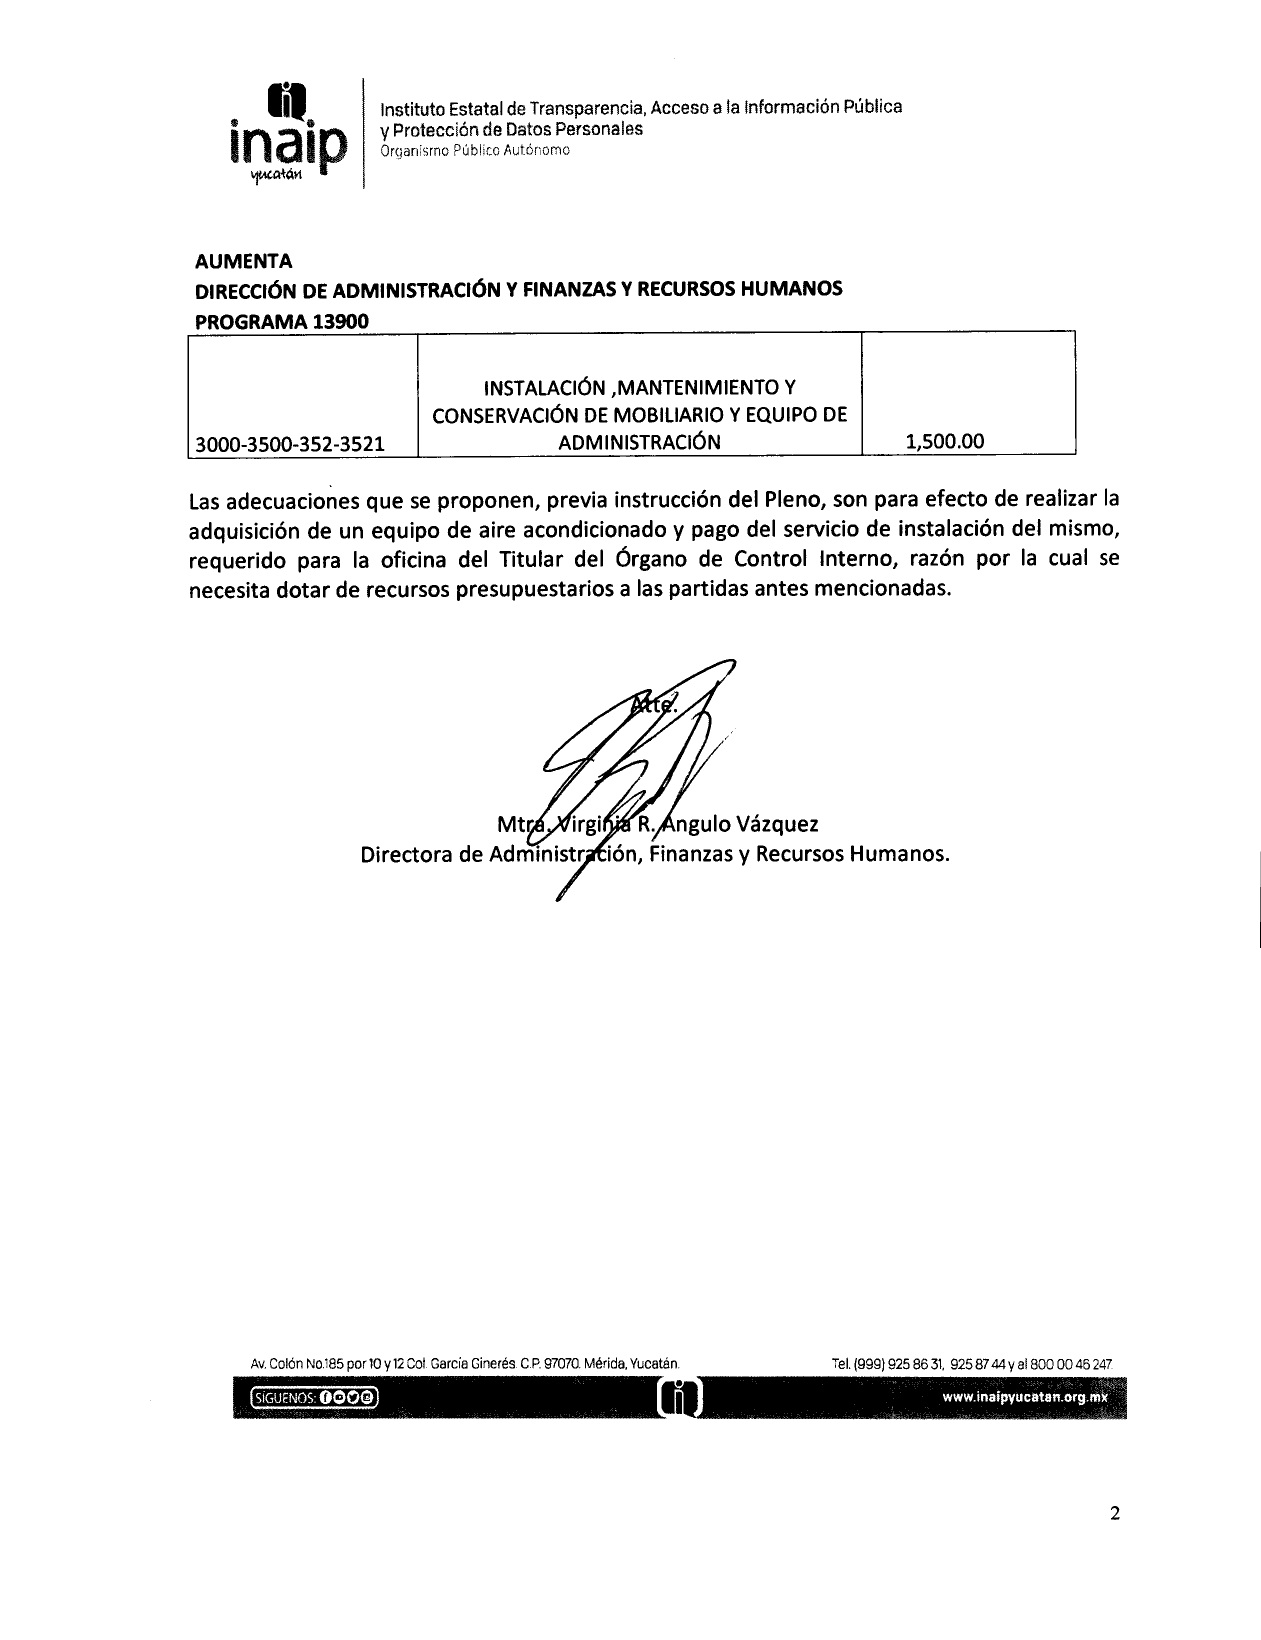 inaip
yucatán
Instituto Estatal de Transparencia, Acceso a la Información Pública
y Protección de Datos Personales
Organismo Público Autónomo
AUMENTA
DIRECCIÓN DE ADMINISTRACIÓN Y FINANZAS Y RECURSOS HUMANOS
PROGRAMA 13900
INSTALACIÓN ,MANTENIMIENTO Y
CONSERVACIÓN DE MOBILIARIO Y EQUIPO DE
3000-3500-352-3521 ADMINISTRACIÓN 1,500.00
Las adecuaciones que se proponen, previa instrucción del Pleno, son para efecto de realizar la
adquisición de un equipo de aire acondicionado y pago del servicio de instalación del mismo,
requerido para la oficina del Titular del Órgano de Control Interno, razón por la cual se
necesita dotar de recursos presupuestarios a las partidas antes mencionadas.
Atte.
Mtra. Virginia R. Angulo Vázquez
Directora de Administración, Finanzas y Recursos Humanos.
Av. Colón No.185 por 10 y 12 Col. García Ginerés. C.P. 97070. Mérida, Yucatán. Tel. (999) 925 86 31, 925 87 44 y al 800 00 46 247
SÍGUENOS: www.inaipyucatan.org.mx
2